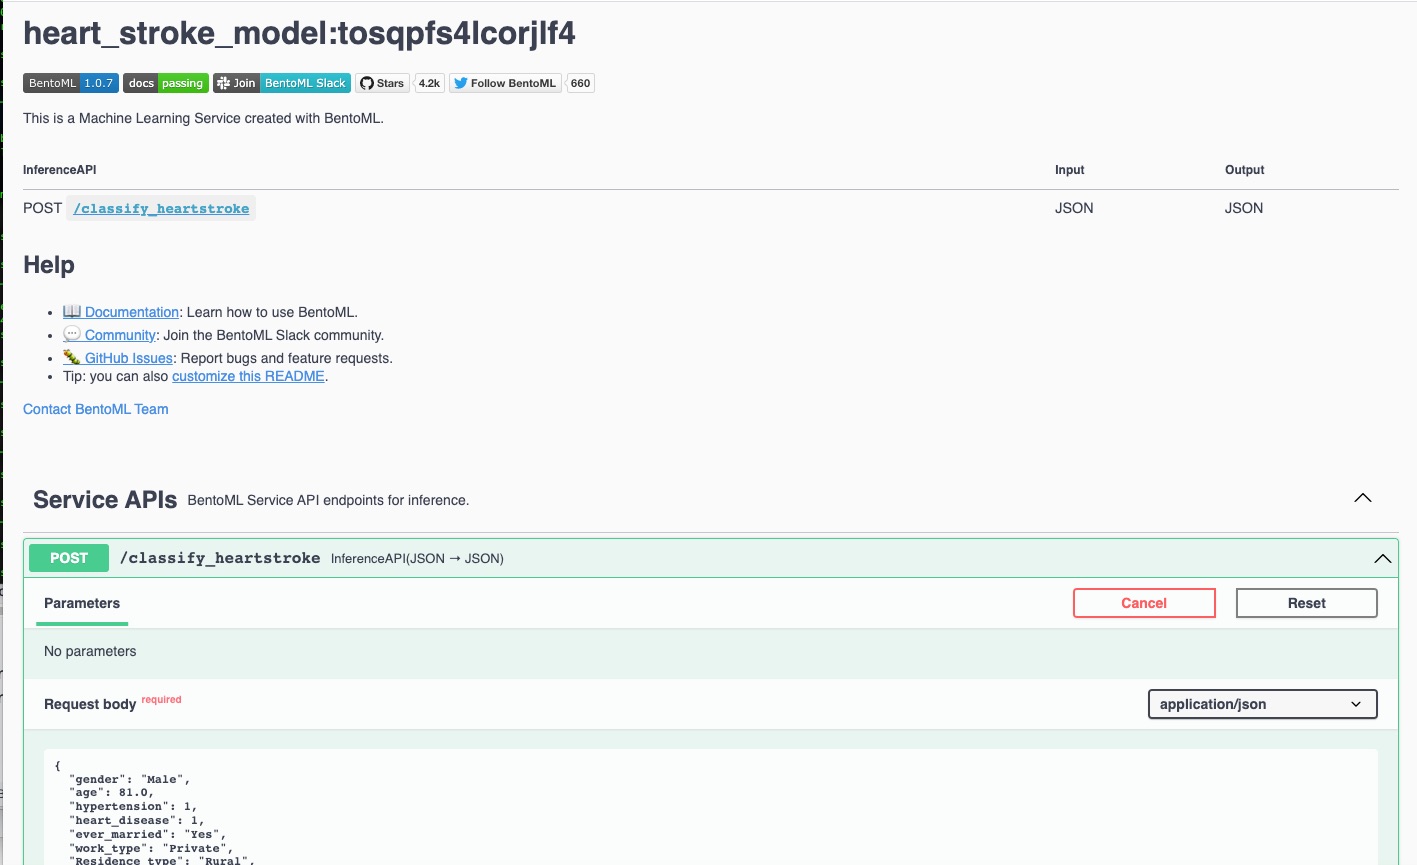 heart_stroke_model:tosqpfs4lcorjlf4
BentoML 1.0.7 docs passing Join BentoML Slack Stars 4.2k Follow BentoML 660
This is a Machine Learning Service created with BentoML.
InferenceAPI Input Output
POST /classify_heartstroke JSON JSON
Help
• 📖 Documentation: Learn how to use BentoML.
• 💬 Community: Join the BentoML Slack community.
• 🐛 GitHub Issues: Report bugs and feature requests.
• Tip: you can also customize this README.
Contact BentoML Team
Service APIs BentoML Service API endpoints for inference.
POST /classify_heartstroke InferenceAPI(JSON → JSON)
Parameters Cancel Reset
No parameters
Request body required application/json
{
"gender": "Male",
"age": 81.0,
"hypertension": 1,
"heart_disease": 1,
"ever_married": "Yes",
"work_type": "Private",
"Residence_type": "Rural",